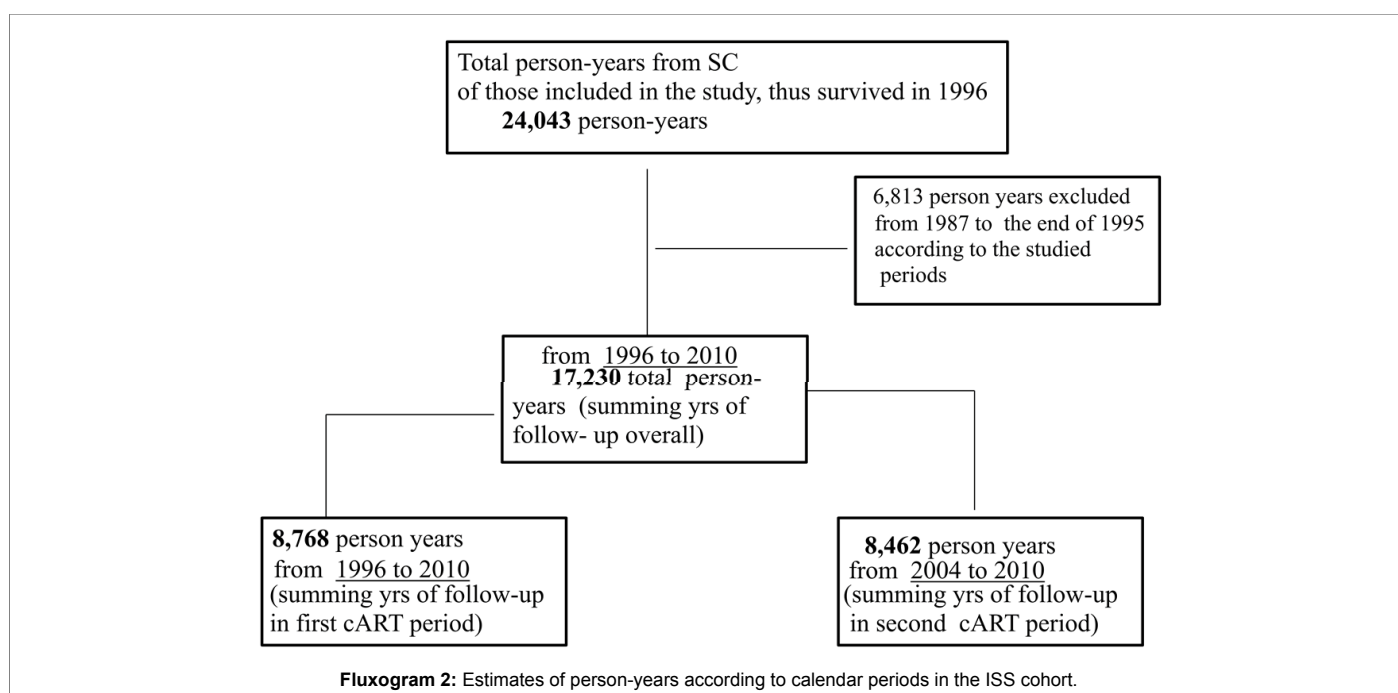 Total person-years from SC
of those included in the study, thus survived in 1996
24,043 person-years
6,813 person years excluded
from 1987 to the end of 1995
according to the studied
periods
from 1996 to 2010
17,230 total person-
years (summing yrs of
follow- up overall)
8,768 person years
from 1996 to 2010
(summing yrs of follow-up
in first cART period)
8,462 person years
from 2004 to 2010
(summing yrs of follow-up
in second cART period)
Fluxogram 2: Estimates of person-years according to calendar periods in the ISS cohort.